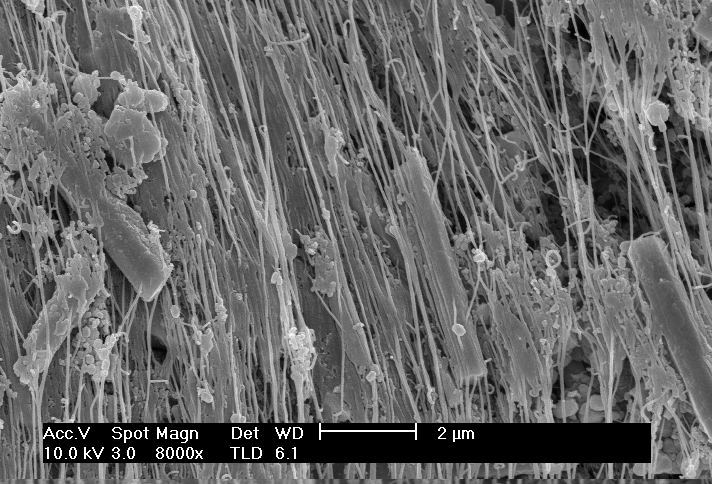 Acc.V Spot Magn Det WD 2 µm
10.0 kV 3.0 8000x TLD 6.1